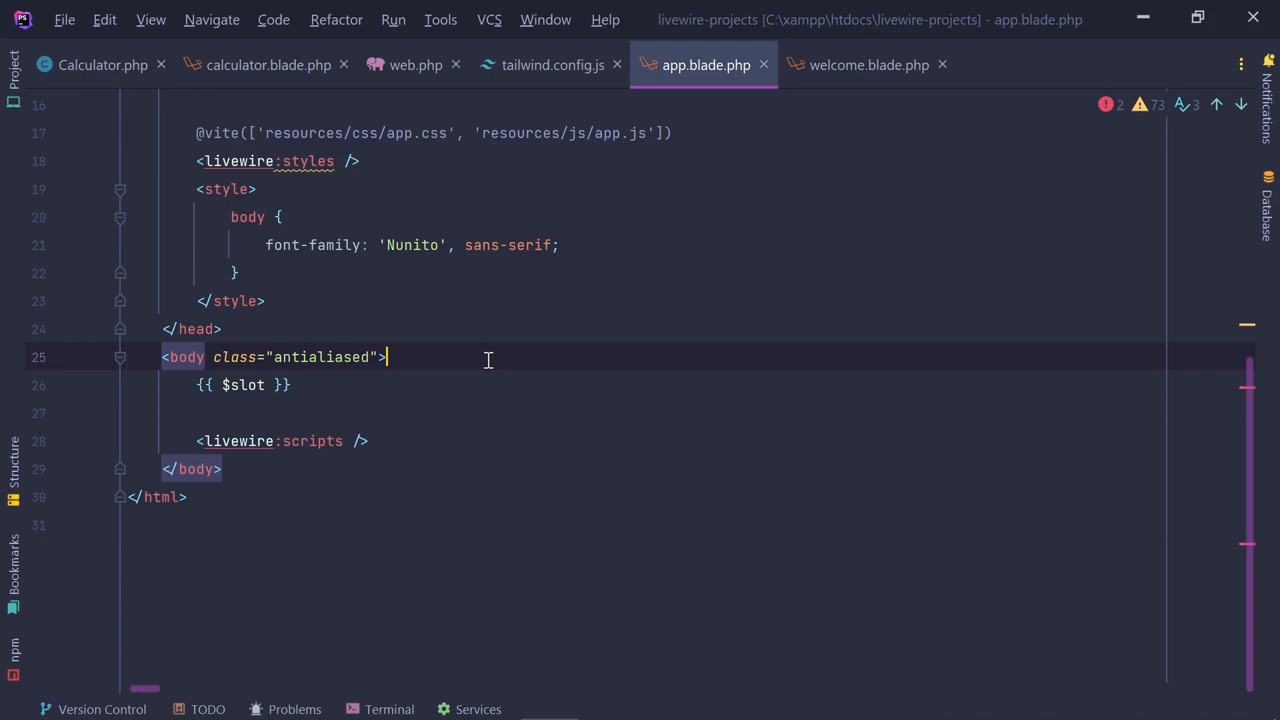 PS File Edit View Navigate Code Refactor Run Tools VCS Window Help livewire-projects [C:\xampp\htdocs\livewire-projects] - app.blade.php
Project
C Calculator.php calculator.blade.php web.php tailwind.config.js app.blade.php welcome.blade.php
Notifications
2 73 3
16
17 @vite(['resources/css/app.css', 'resources/js/app.js'])
18 <livewire:styles />
19 <style>
20 body {
21 font-family: 'Nunito', sans-serif;
22 }
23 </style>
24 </head>
25 <body class="antialiased">
26 {{ $slot }}
27
28 <livewire:scripts />
29 </body>
30 </html>
31
Database
Structure
Bookmarks
npm
Version Control TODO Problems Terminal Services